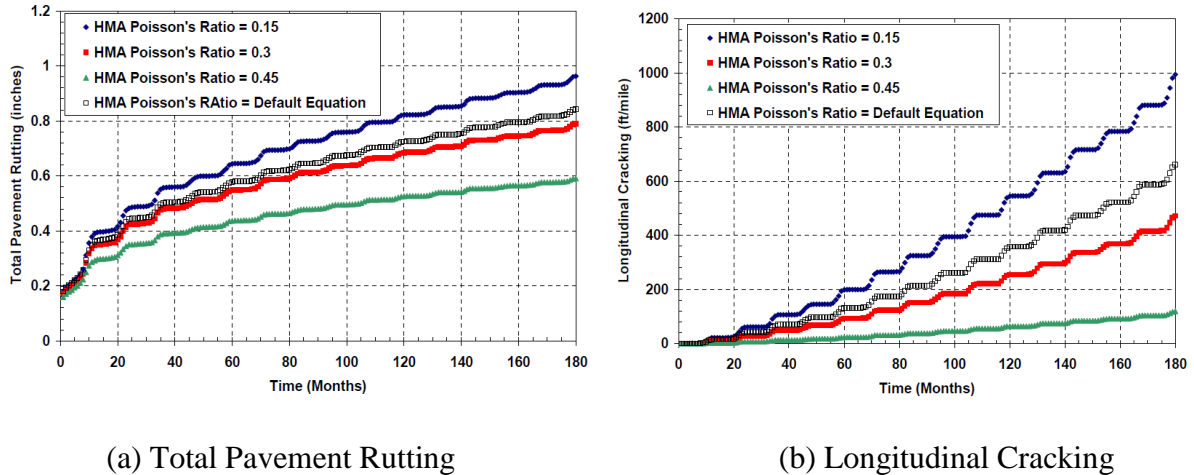 HMA Poisson's Ratio = 0.15
HMA Poisson's Ratio = 0.3
HMA Poisson's Ratio = 0.45
HMA Poisson's RAtio = Default Equation
Total Pavement Rutting (inches)
1.2
1
0.8
0.6
0.4
0.2
0
0 20 40 60 80 100 120 140 160 180
Time (Months)
(a) Total Pavement Rutting
HMA Poisson's Ratio = 0.15
HMA Poisson's Ratio = 0.3
HMA Poisson's Ratio = 0.45
HMA Poisson's Ratio = Default Equation
Longitudinal Cracking (ft/mile)
1200
1000
800
600
400
200
0
0 20 40 60 80 100 120 140 160 180
Time (Months)
(b) Longitudinal Cracking